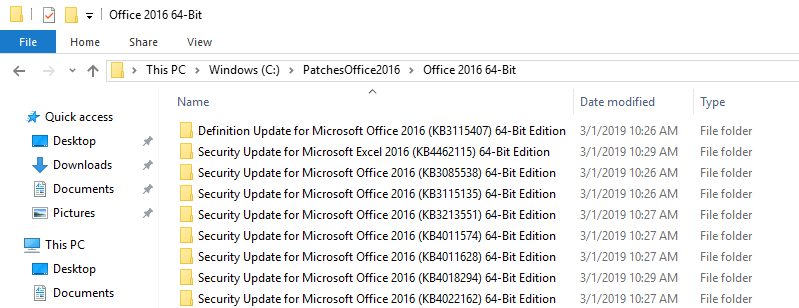 Office 2016 64-Bit
File Home Share View
This PC Windows (C:) PatchesOffice2016 Office 2016 64-Bit
Name Date modified Type
Quick access
Desktop
Downloads
Documents
Pictures
This PC
Desktop
Documents
Definition Update for Microsoft Office 2016 (KB3115407) 64-Bit Edition 3/1/2019 10:26 AM File folder
Security Update for Microsoft Excel 2016 (KB4462115) 64-Bit Edition 3/1/2019 10:29 AM File folder
Security Update for Microsoft Office 2016 (KB3085538) 64-Bit Edition 3/1/2019 10:26 AM File folder
Security Update for Microsoft Office 2016 (KB3115135) 64-Bit Edition 3/1/2019 10:26 AM File folder
Security Update for Microsoft Office 2016 (KB3213551) 64-Bit Edition 3/1/2019 10:27 AM File folder
Security Update for Microsoft Office 2016 (KB4011574) 64-Bit Edition 3/1/2019 10:27 AM File folder
Security Update for Microsoft Office 2016 (KB4011628) 64-Bit Edition 3/1/2019 10:27 AM File folder
Security Update for Microsoft Office 2016 (KB4018294) 64-Bit Edition 3/1/2019 10:29 AM File folder
Security Update for Microsoft Office 2016 (KB4022162) 64-Bit Edition 3/1/2019 10:27 AM File folder